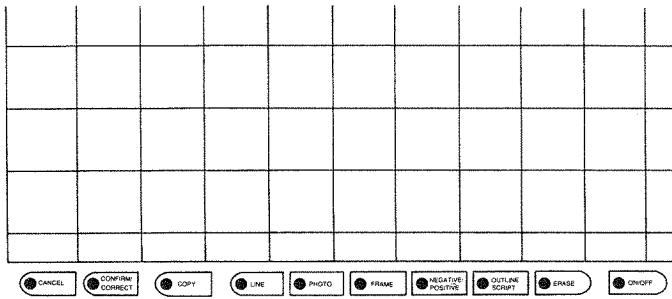 CANCEL
CONFIRM/
CORRECT
COPY
LINE
PHOTO
FRAME
NEGATIVE/
POSITIVE
OUTLINE
SCRIPT
ERASE
ON/OFF